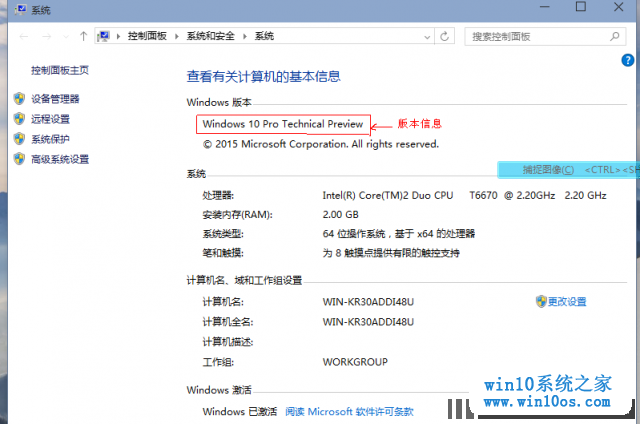 系统
控制面板 系统和安全 系统 搜索控制面板
控制面板主页
设备管理器
远程设置
系统保护
高级系统设置
查看有关计算机的基本信息
Windows 版本
Windows 10 Pro Technical Preview 版本信息
© 2015 Microsoft Corporation. All rights reserved.
捕捉图像(C) <CTRL><SH
系统
处理器: Intel(R) Core(TM)2 Duo CPU T6670 @ 2.20GHz 2.20 GHz
安装内存(RAM): 2.00 GB
系统类型: 64 位操作系统，基于 x64 的处理器
笔和触摸: 为 8 触摸点提供有限的触控支持
计算机名、域和工作组设置
计算机名: WIN-KR30ADDI48U 更改设置
计算机全名: WIN-KR30ADDI48U
计算机描述:
工作组: WORKGROUP
Windows 激活
Windows 已激活 阅读 Microsoft 软件许可条款
win10系统之家
www.win10os.com